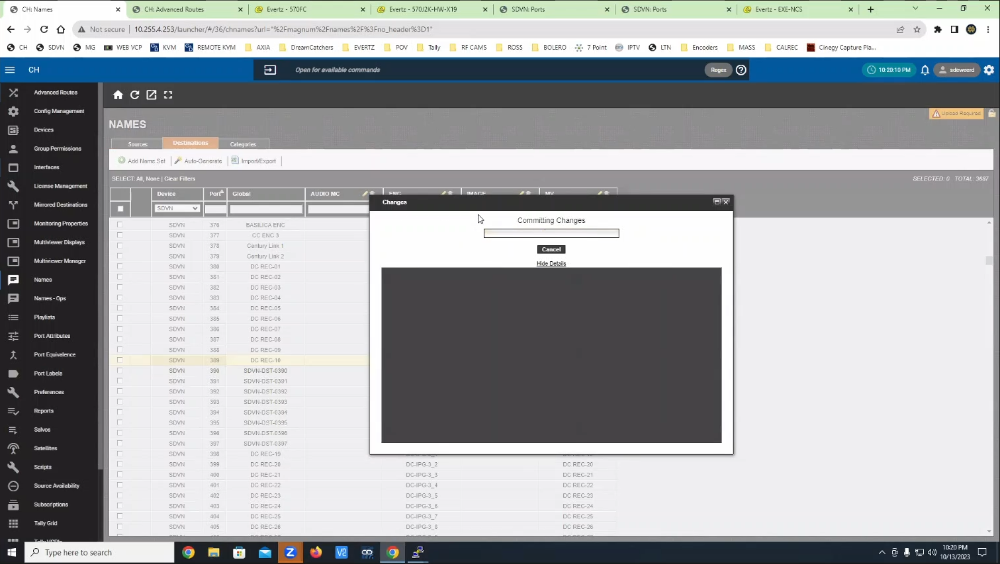 CH: Names
CH: Advanced Routes
Evertz - 570FC
Evertz - 570J2K-HW-X19
SDVN: Ports
SDVN: Ports
Evertz - EXE-NCS
Not secure
10.255.4.253/launcher/#/36/chnames?url="%2Fmagnum%2Fnames%2F%3Fno_header%3D1"
CH
SDVN
MG
WEB VCP
KVM
REMOTE KVM
AXIA
DreamCatchers
EVERTZ
POV
Tally
RF CAMS
ROSS
BOLERO
7 Point
IPTV
LTN
Encoders
MASS
CALREC
Cinegy Capture Pla...
CH
Open for available commands
Regex
10:20:10 PM
sdeweerd
Advanced Routes
Config Management
Devices
Group Permissions
Interfaces
License Management
Mirrored Destinations
Monitoring Properties
Multiviewer Displays
Multiviewer Manager
Names
Names - Ops
Playlists
Port Attributes
Port Equivalence
Port Labels
Preferences
Reports
Salvos
Satellites
Scripts
Source Availability
Subscriptions
Tally Grid
NAMES
Upload Required
Sources
Destinations
Categories
Add Name Set
Auto-Generate
Import/Export
SELECT: All, None | Clear Filters
SELECTED: 0 TOTAL: 3687
Device Port Global AUDIO MC ENG IMAGE MV
SDVN
SDVN 376 BASILICA ENC
SDVN 377 CC ENC 3
SDVN 378 Century Link 1
SDVN 379 Century Link 2
SDVN 380 DC REC-01
SDVN 381 DC REC-02
SDVN 382 DC REC-03
SDVN 383 DC REC-04
SDVN 384 DC REC-05
SDVN 385 DC REC-06
SDVN 386 DC REC-07
SDVN 387 DC REC-08
SDVN 388 DC REC-09
SDVN 389 DC REC-10
SDVN 390 SDVN-DST-0390
SDVN 391 SDVN-DST-0391
SDVN 392 SDVN-DST-0392
SDVN 393 SDVN-DST-0393
SDVN 394 SDVN-DST-0394
SDVN 395 SDVN-DST-0395
SDVN 396 SDVN-DST-0396
SDVN 397 SDVN-DST-0397
SDVN 398 DC REC-19
SDVN 399 DC REC-20 DC-IPG-3_2 DC REC-20
SDVN 400 DC REC-21 DC-IPG-3_3 DC REC-21
SDVN 401 DC REC-22 DC-IPG-3_4 DC REC-22
SDVN 402 DC REC-23 DC-IPG-3_5 DC REC-23
SDVN 403 DC REC-24 DC-IPG-3_6 DC REC-24
SDVN 404 DC REC-25 DC-IPG-3_7 DC REC-25
SDVN 405 DC REC-26 DC-IPG-3_8 DC REC-26
Changes
Committing Changes
Cancel
Hide Details
Type here to search
10:20 PM
10/13/2023